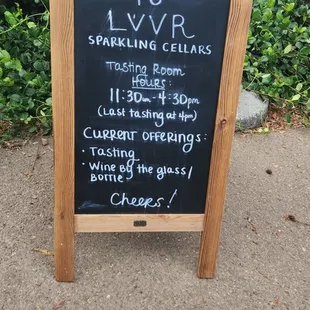 TO
LVVR
SPARKLING CELLARS
Tasting Room
Hours:
11:30am - 4:30pm
(Last tasting at 4pm)
Current Offerings:
· Tasting
· Wine by the glass/
Bottle
Cheers!